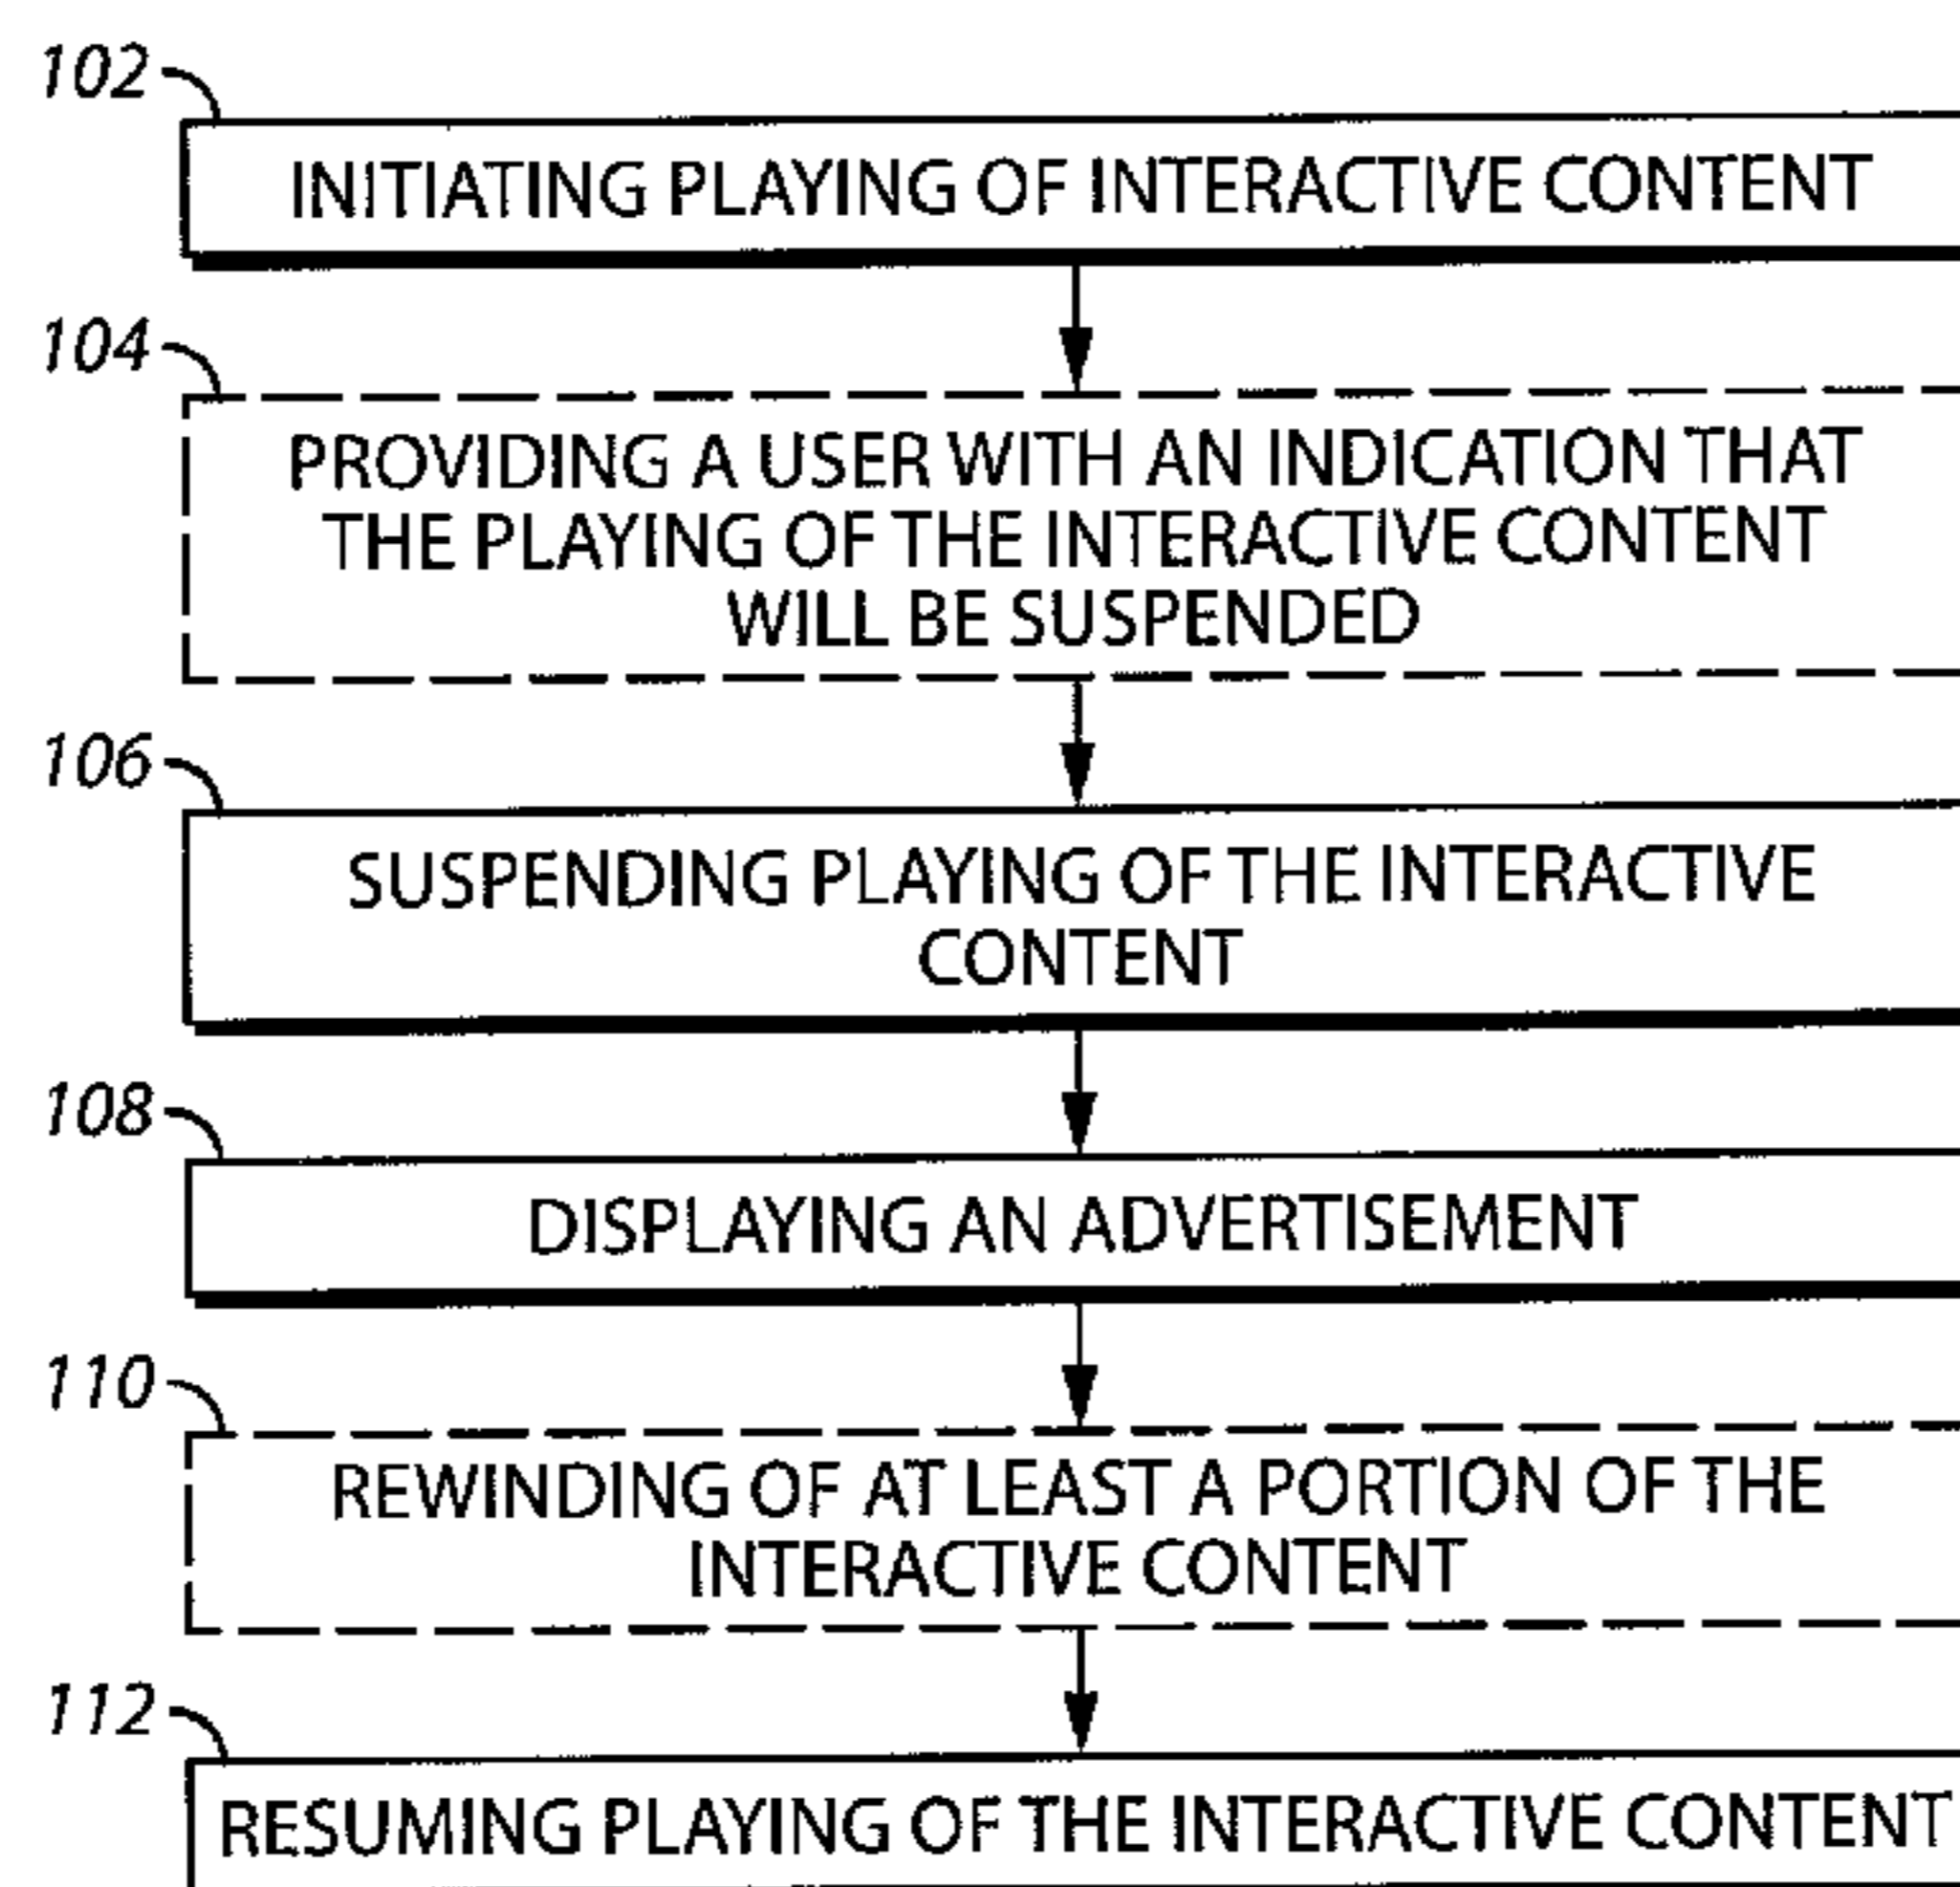 102
INITIATING PLAYING OF INTERACTIVE CONTENT
104
PROVIDING A USER WITH AN INDICATION THAT
THE PLAYING OF THE INTERACTIVE CONTENT
WILL BE SUSPENDED
106
SUSPENDING PLAYING OF THE INTERACTIVE
CONTENT
108
DISPLAYING AN ADVERTISEMENT
110
REWINDING OF AT LEAST A PORTION OF THE
INTERACTIVE CONTENT
112
RESUMING PLAYING OF THE INTERACTIVE CONTENT